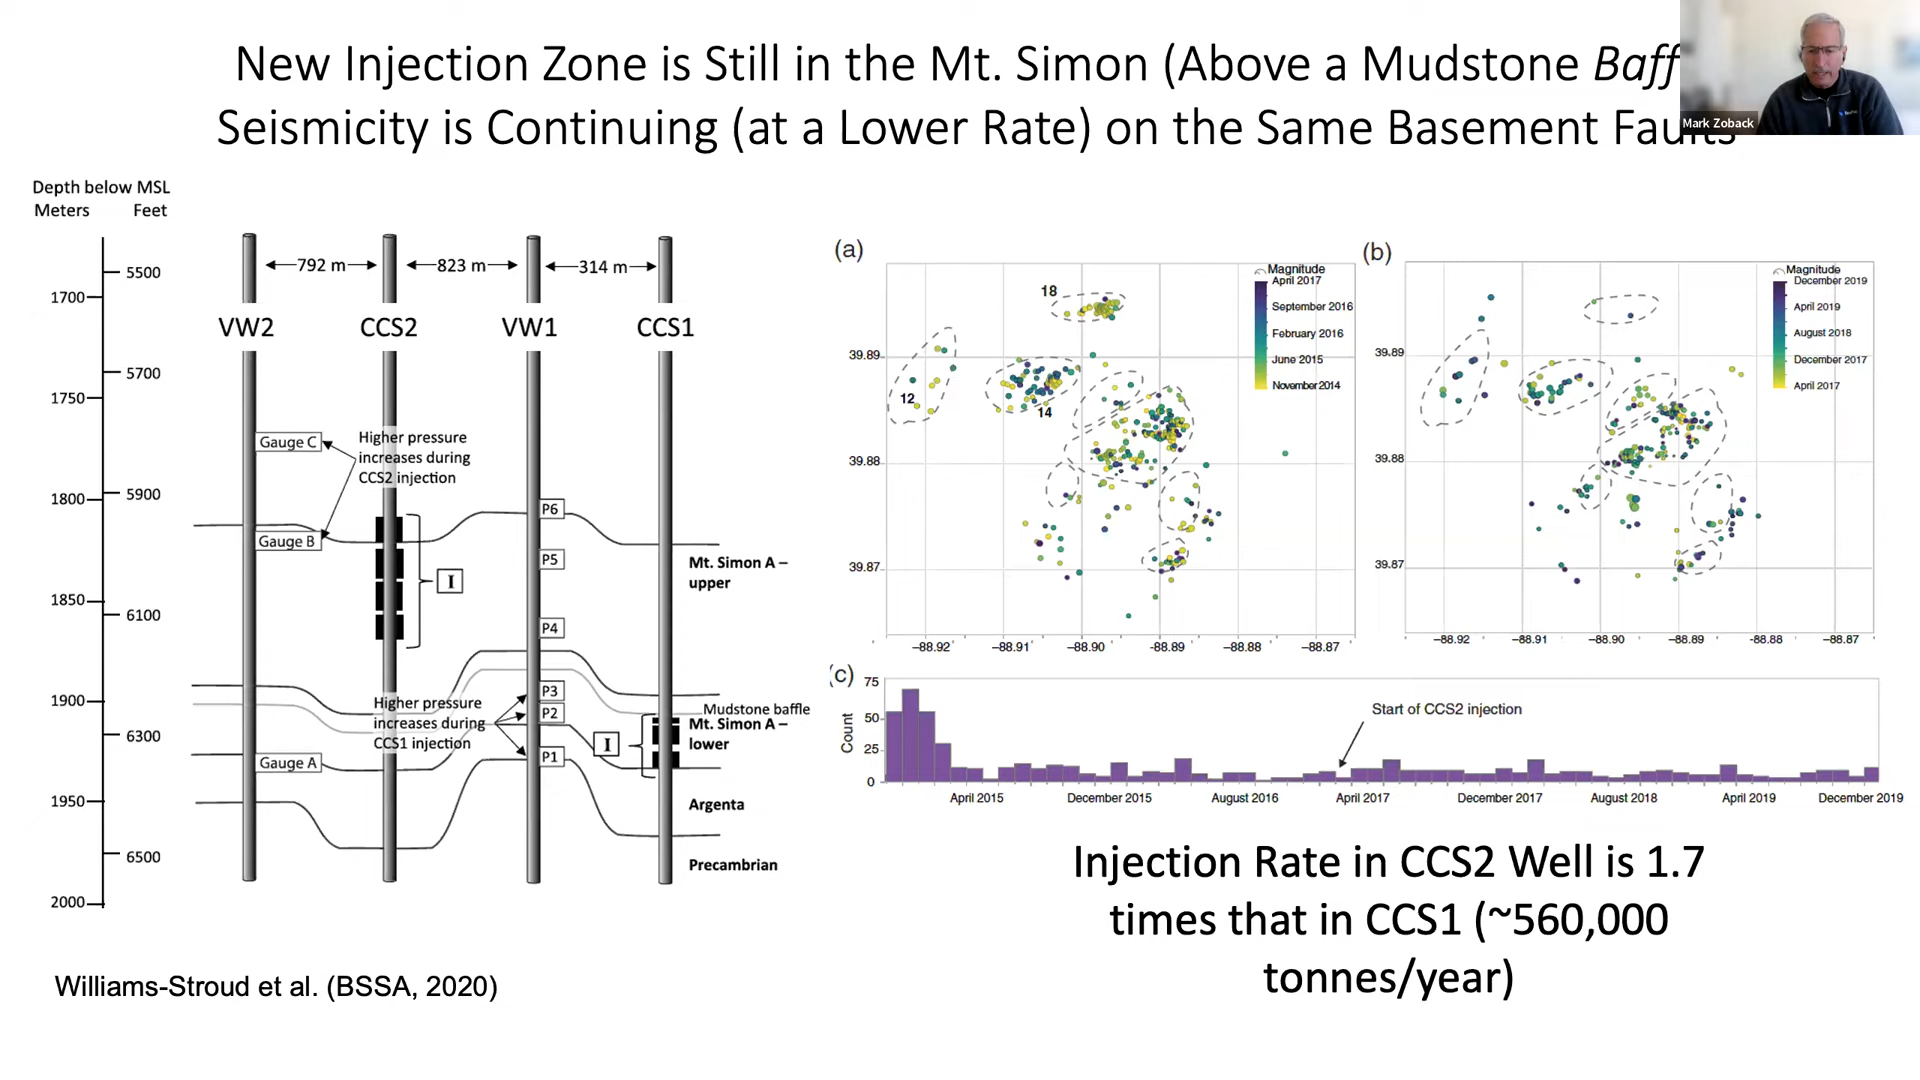 New Injection Zone is Still in the Mt. Simon (Above a Mudstone Baff
Seismicity is Continuing (at a Lower Rate) on the Same Basement Faults
Mark Zoback
Depth below MSL
Meters Feet
5500
1700
5700
1750
5900
1800
1850
6100
1900
6300
1950
6500
2000
792 m
823 m
314 m
VW2
CCS2
VW1
CCS1
Gauge C
Higher pressure
increases during
CCS2 injection
Gauge B
I
P6
P5
P4
Mt. Simon A –
upper
P3
P2
P1
Higher pressure
increases during
CCS1 injection
Gauge A
I
Mudstone baffle
Mt. Simon A –
lower
Argenta
Precambrian
Williams-Stroud et al. (BSSA, 2020)
(a)
18
12
14
Magnitude
April 2017
September 2016
February 2016
June 2015
November 2014
39.89
39.88
39.87
−88.92 −88.91 −88.90 −88.89 −88.88 −88.87
(b)
Magnitude
December 2019
April 2019
August 2018
December 2017
April 2017
39.89
39.88
39.87
−88.92 −88.91 −88.90 −88.89 −88.88 −88.87
(c)
Count
75
50
25
0
Start of CCS2 injection
April 2015 December 2015 August 2016 April 2017 December 2017 August 2018 April 2019 December 2019
Injection Rate in CCS2 Well is 1.7
times that in CCS1 (~560,000
tonnes/year)